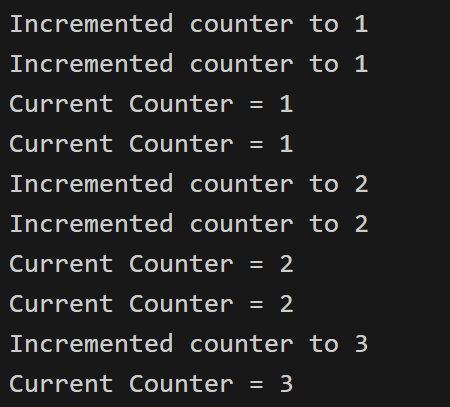 Incremented counter to 1
Incremented counter to 1
Current Counter = 1
Current Counter = 1
Incremented counter to 2
Incremented counter to 2
Current Counter = 2
Current Counter = 2
Incremented counter to 3
Current Counter = 3